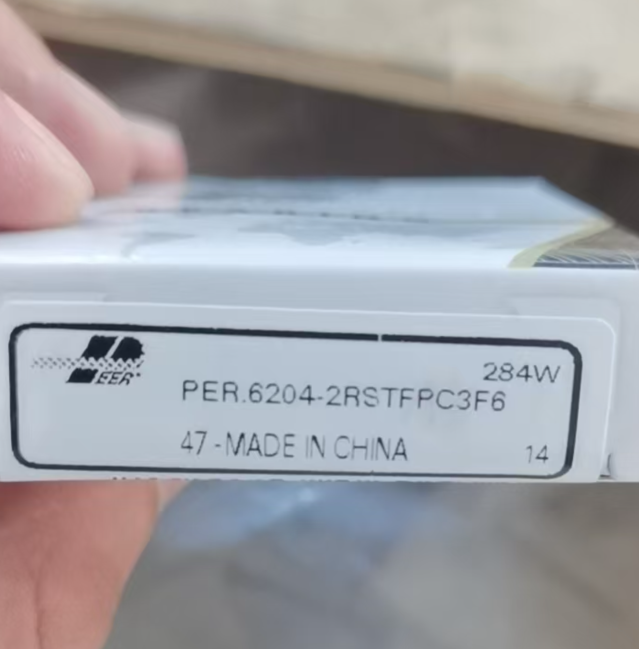 PEER
284W
PER.6204-2RSTFPC3F6
47-MADE IN CHINA
14